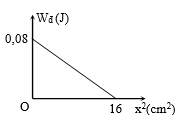 Wđ(J)
0,08
O
16
x²(cm²)